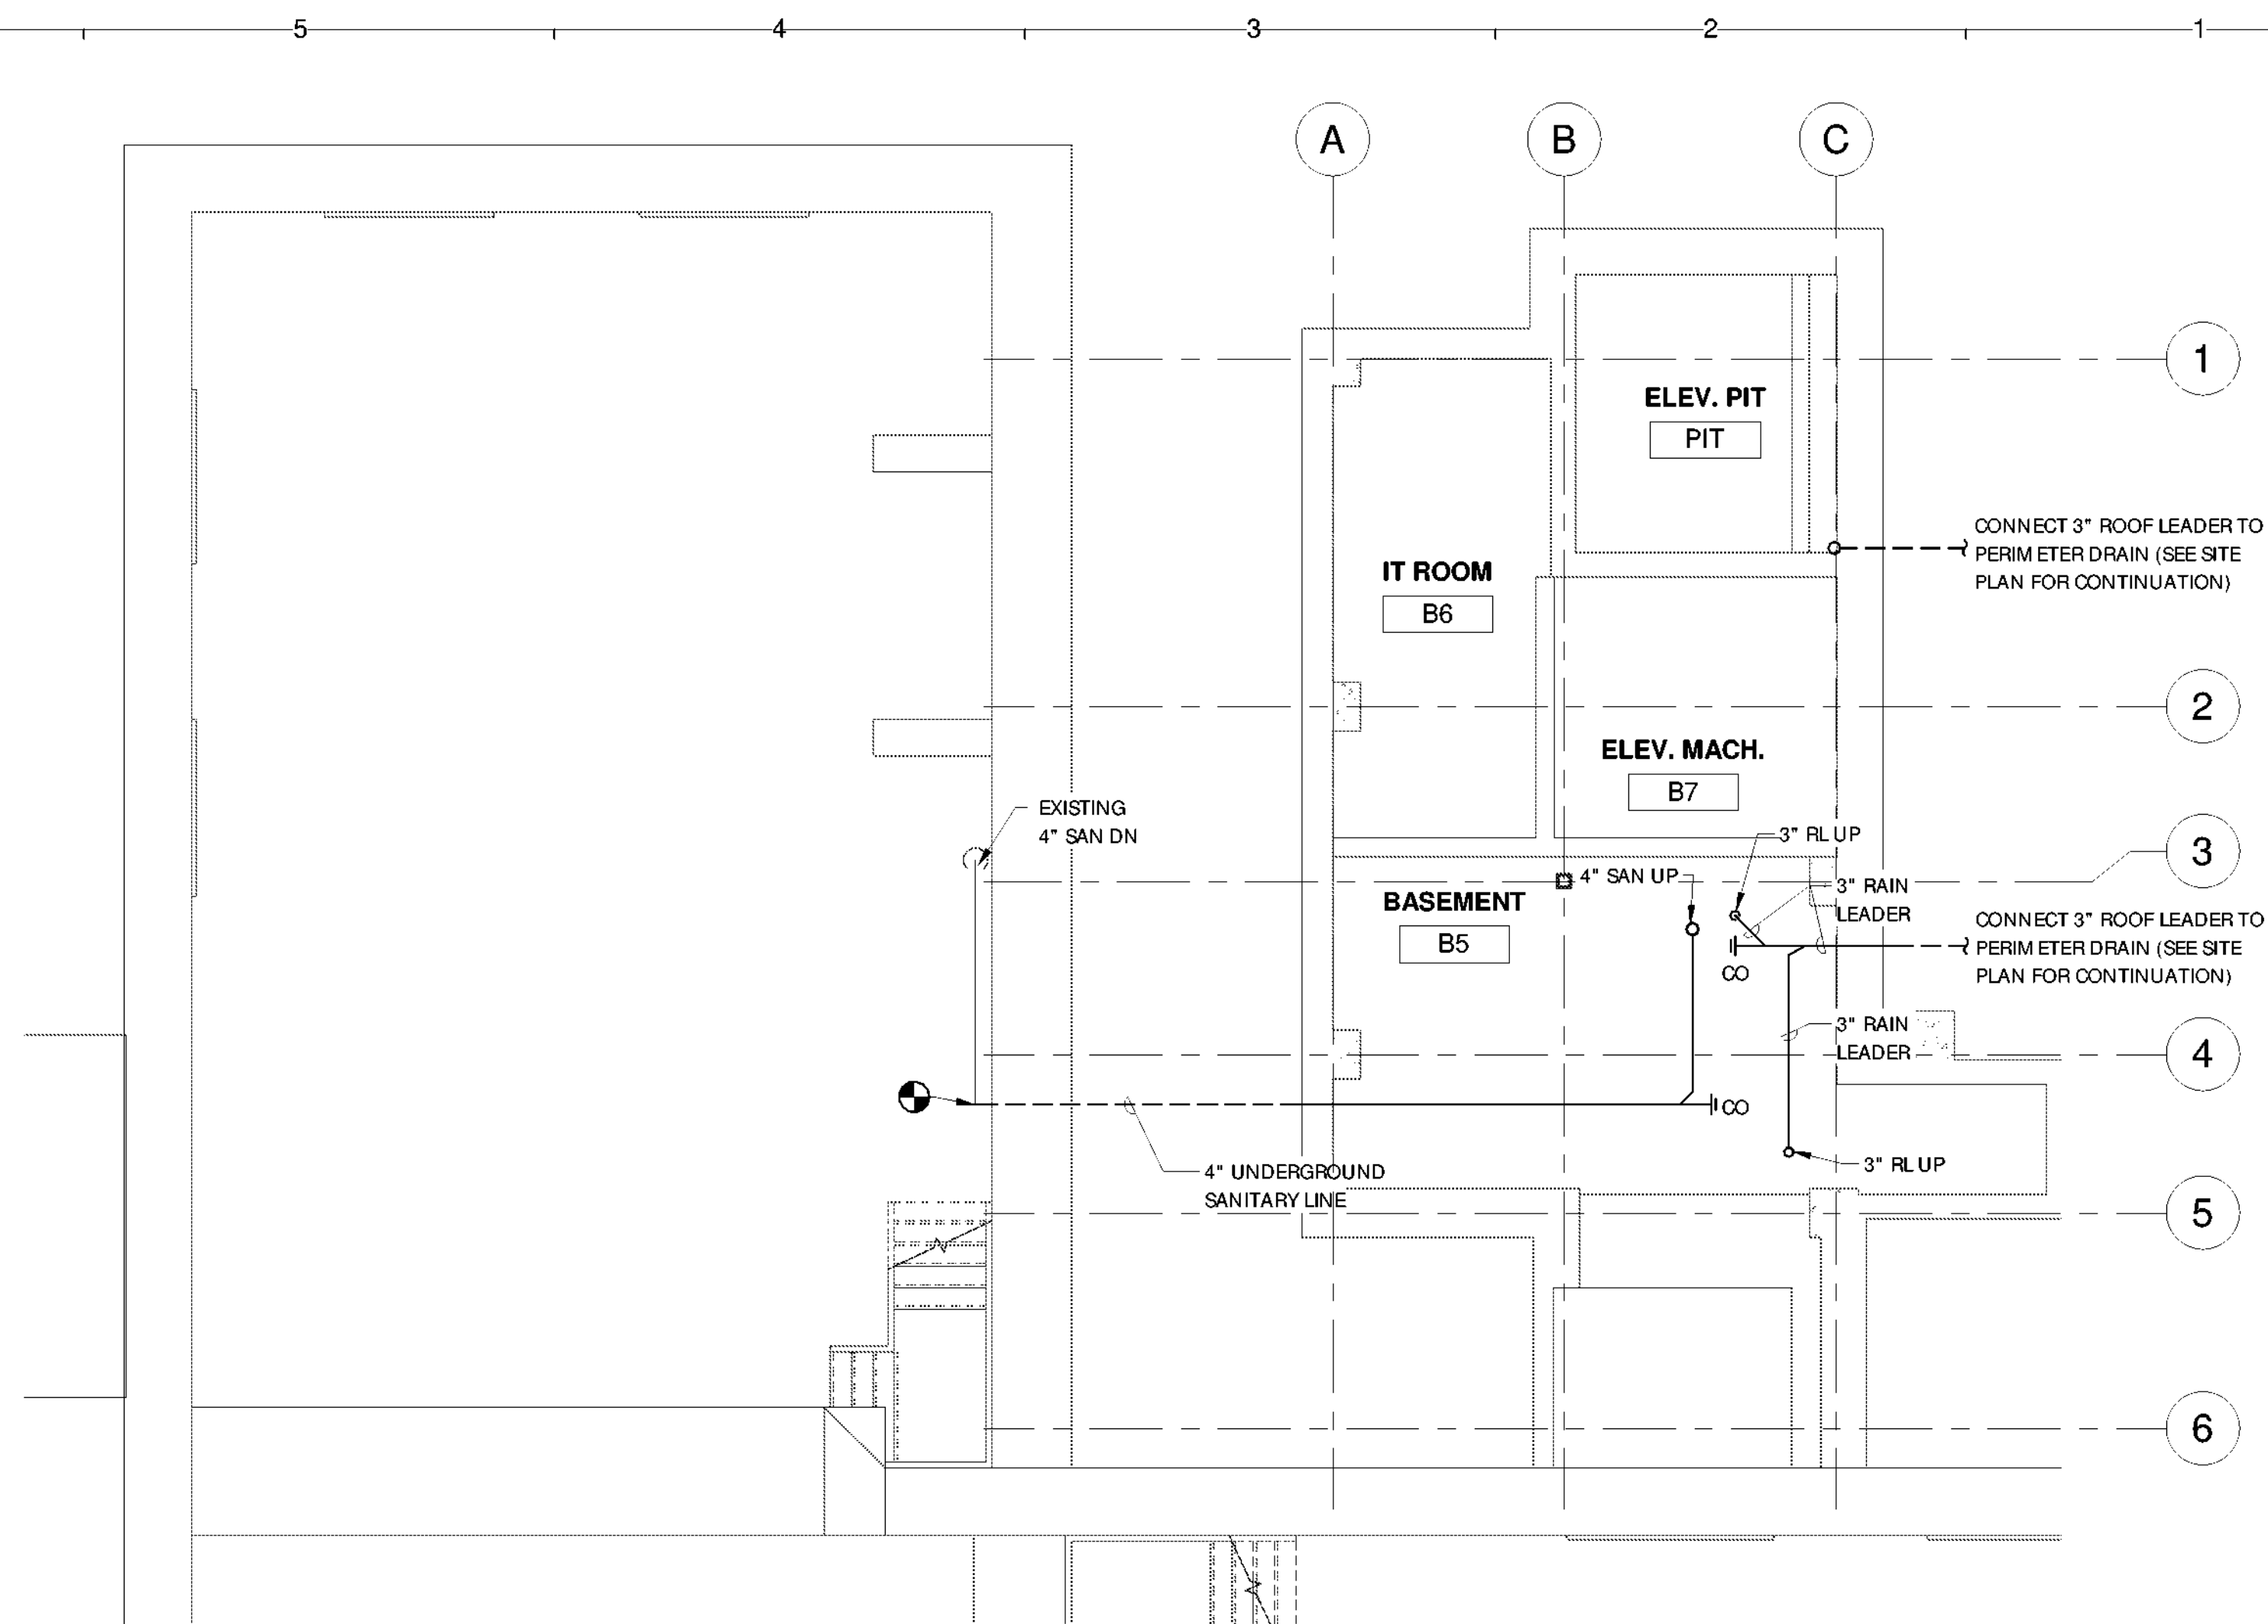 5 4 3 2 1
A B C
1
ELEV. PIT
PIT
CONNECT 3" ROOF LEADER TO
PERIMETER DRAIN (SEE SITE
PLAN FOR CONTINUATION)
IT ROOM
B6
2
ELEV. MACH.
B7
EXISTING
4" SAN DN
3" RL UP
3
4" SAN UP
3" RAIN
LEADER
BASEMENT
B5
CONNECT 3" ROOF LEADER TO
PERIMETER DRAIN (SEE SITE
PLAN FOR CONTINUATION)
CO
3" RAIN
LEADER
4
CO
4" UNDERGROUND
SANITARY LINE
3" RL UP
5
6